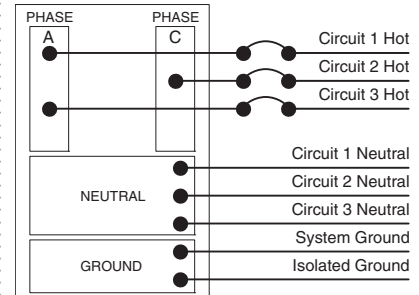 PHASE PHASE
A C
Circuit 1 Hot
Circuit 2 Hot
Circuit 3 Hot
Circuit 1 Neutral
Circuit 2 Neutral
NEUTRAL
Circuit 3 Neutral
System Ground
GROUND
Isolated Ground